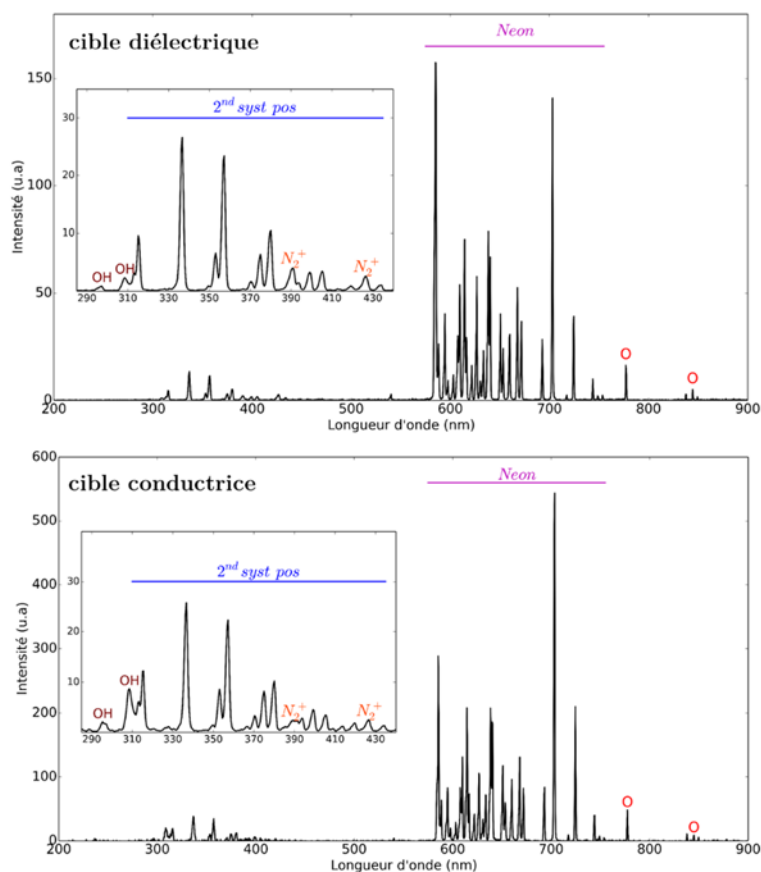 cible diélectrique
Neon
2nd syst pos
OH
OH
N2+
N2+
30
20
10
290 310 330 350 370 390 410 430
O
O
150
100
50
0
Intensité (u.a)
200 300 400 500 600 700 800 900
Longueur d'onde (nm)
cible conductrice
Neon
2nd syst pos
OH
OH
N2+
N2+
30
20
10
290 310 330 350 370 390 410 430
O
O
600
500
400
300
200
100
0
Intensité (u.a)
200 300 400 500 600 700 800 900
Longueur d'onde (nm)